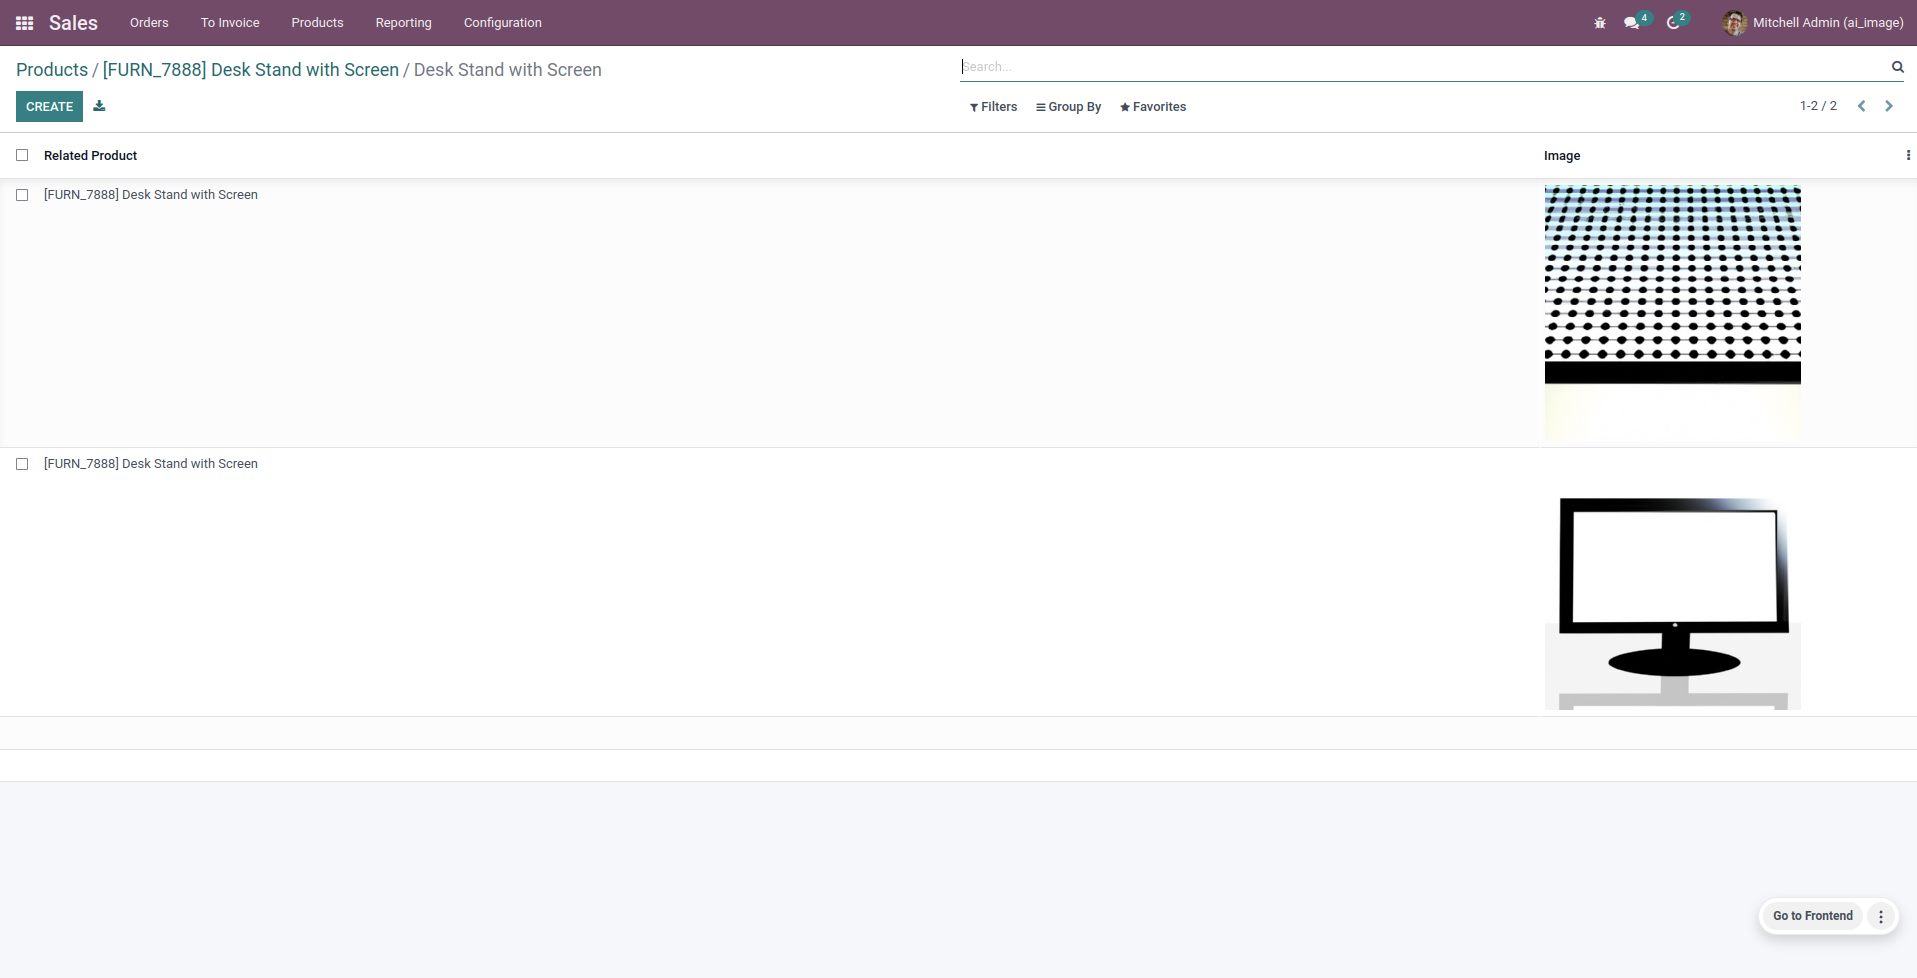 Sales Orders To Invoice Products Reporting Configuration 4 2 Mitchell Admin (ai_image)
Products / [FURN_7888] Desk Stand with Screen / Desk Stand with Screen
Search...
CREATE
Filters Group By Favorites 1-2 / 2
Related Product Image
[FURN_7888] Desk Stand with Screen
[FURN_7888] Desk Stand with Screen
Go to Frontend